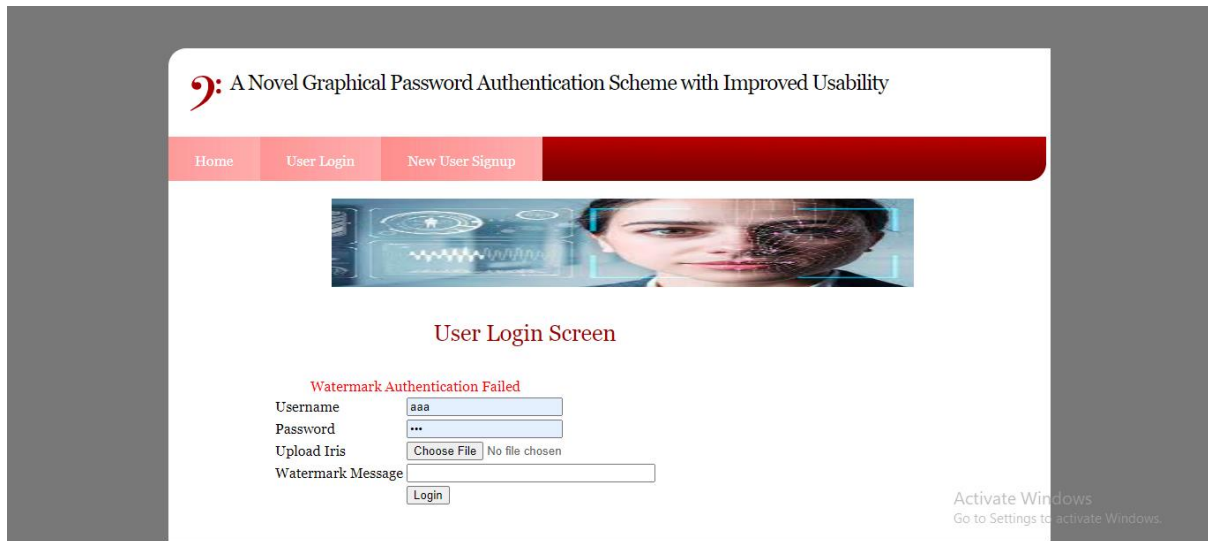 A Novel Graphical Password Authentication Scheme with Improved Usability
Home User Login New User Signup
User Login Screen
Watermark Authentication Failed
Username aaa
Password •••
Upload Iris Choose File No file chosen
Watermark Message
Login
Activate Windows
Go to Settings to activate Windows.